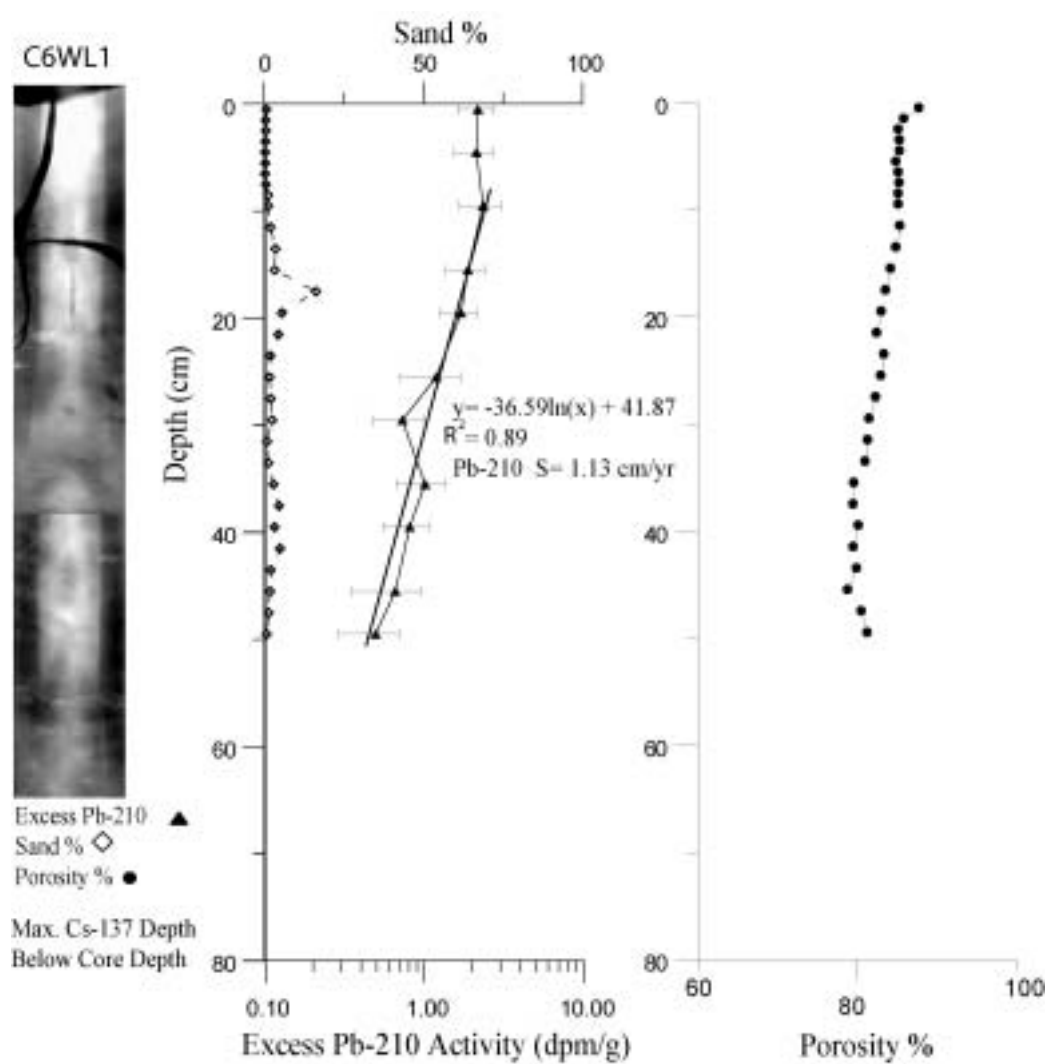 C6WL1
Sand %
0 50 100
0
20
40
60
80
Depth (cm)
y= -36.59ln(x) + 41.87
R²= 0.89
Pb-210 S= 1.13 cm/yr
0.10 1.00 10.00
Excess Pb-210 Activity (dpm/g)
0
20
40
60
80
60 80 100
Porosity %
Excess Pb-210
Sand %
Porosity %
Max. Cs-137 Depth
Below Core Depth